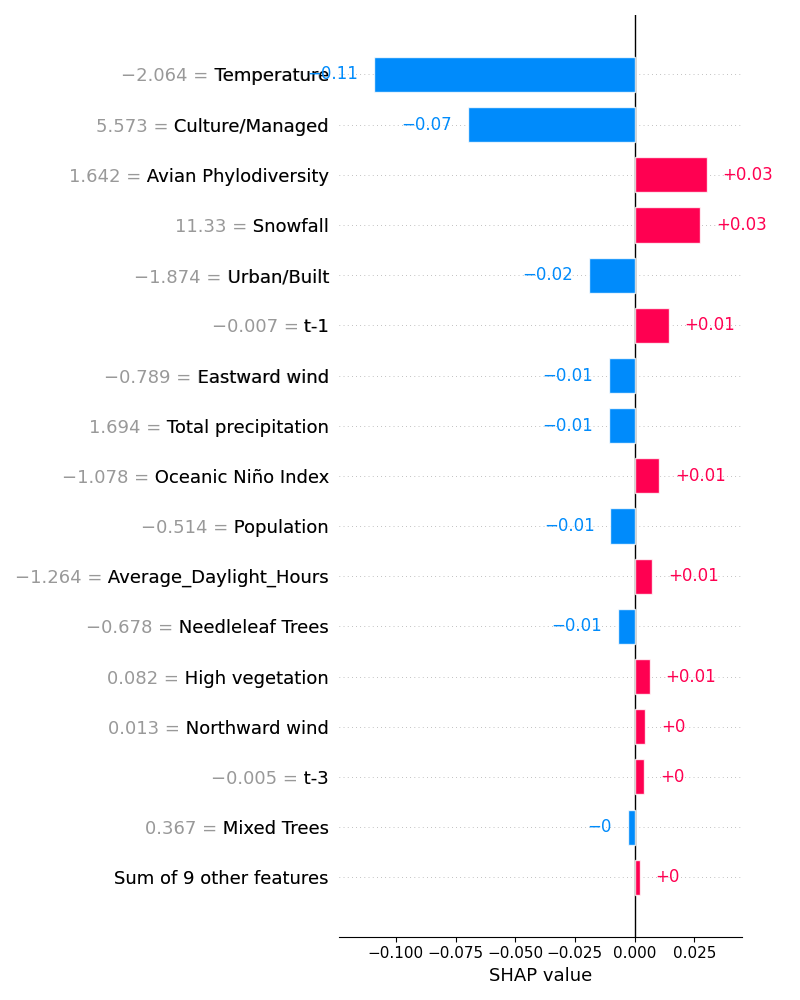 −2.064 = Temperature −0.11
5.573 = Culture/Managed −0.07
1.642 = Avian Phylodiversity +0.03
11.33 = Snowfall +0.03
−1.874 = Urban/Built −0.02
−0.007 = t-1 +0.01
−0.789 = Eastward wind −0.01
1.694 = Total precipitation −0.01
−1.078 = Oceanic Niño Index +0.01
−0.514 = Population −0.01
−1.264 = Average_Daylight_Hours +0.01
−0.678 = Needleleaf Trees −0.01
0.082 = High vegetation +0.01
0.013 = Northward wind +0
−0.005 = t-3 +0
0.367 = Mixed Trees −0
Sum of 9 other features +0
−0.100 −0.075 −0.050 −0.025 0.000 0.025
SHAP value